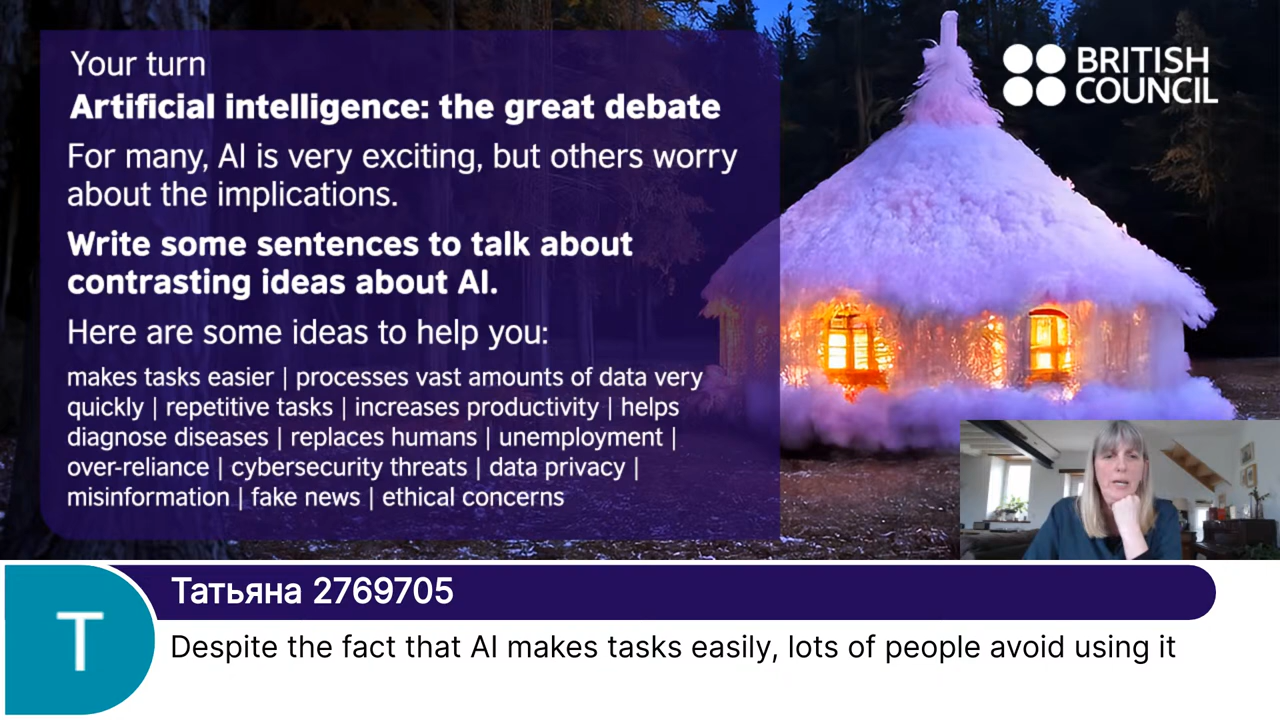 Your turn
Artificial intelligence: the great debate
For many, AI is very exciting, but others worry
about the implications.
Write some sentences to talk about
contrasting ideas about AI.
Here are some ideas to help you:
makes tasks easier | processes vast amounts of data very
quickly | repetitive tasks | increases productivity | helps
diagnose diseases | replaces humans | unemployment |
over-reliance | cybersecurity threats | data privacy |
misinformation | fake news | ethical concerns
BRITISH
COUNCIL
T
Татьяна 2769705
Despite the fact that AI makes tasks easily, lots of people avoid using it